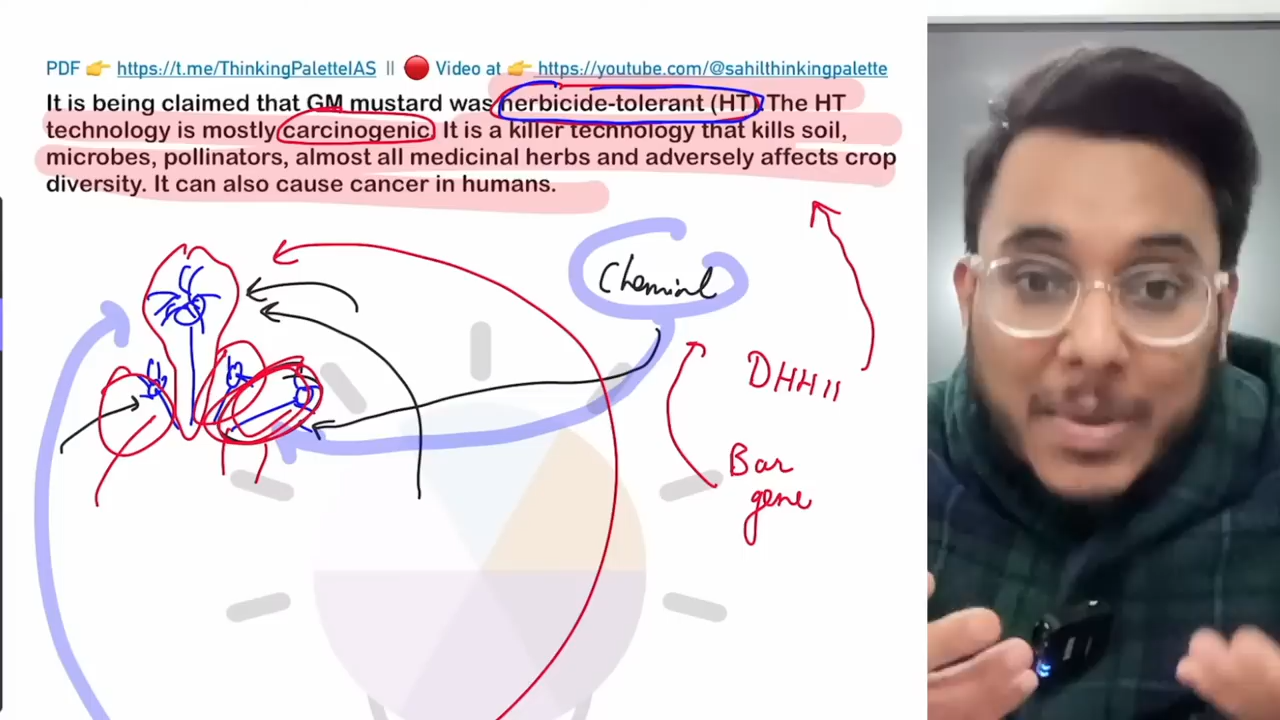 PDF 👉 https://t.me/ThinkingPaletteIAS || 🔴 Video at 👉 https://youtube.com/@sahilthinkingpalette
It is being claimed that GM mustard was herbicide-tolerant (HT). The HT
technology is mostly carcinogenic. It is a killer technology that kills soil,
microbes, pollinators, almost all medicinal herbs and adversely affects crop
diversity. It can also cause cancer in humans.
Chemical
DHH11
Bar
gene